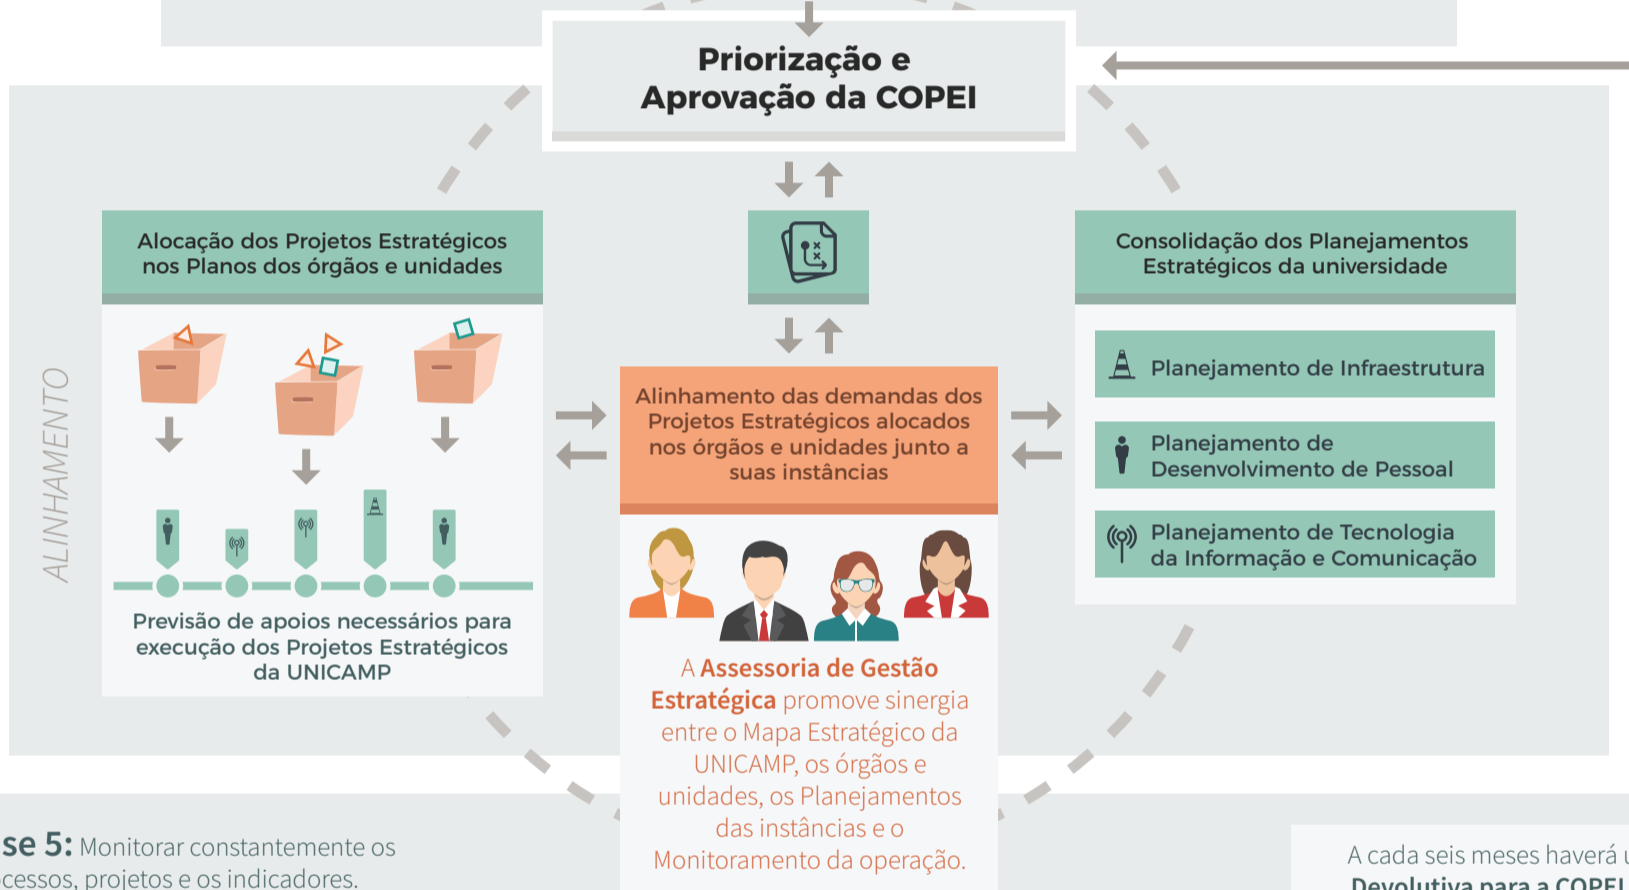 Priorização e
Aprovação da COPEI
Alocação dos Projetos Estratégicos
nos Planos dos órgãos e unidades
Consolidação dos Planejamentos
Estratégicos da universidade
ALINHAMENTO
Planejamento de Infraestrutura
Planejamento de
Desenvolvimento de Pessoal
Planejamento de Tecnologia
da Informação e Comunicação
Alinhamento das demandas dos
Projetos Estratégicos alocados
nos órgãos e unidades junto a
suas instâncias
Previsão de apoios necessários para
execução dos Projetos Estratégicos
da UNICAMP
A Assessoria de Gestão
Estratégica promove sinergia
entre o Mapa Estratégico da
UNICAMP, os órgãos e
unidades, os Planejamentos
das instâncias e o
Monitoramento da operação.
se 5: Monitorar constantemente os
cessos, projetos e os indicadores.
A cada seis meses haverá
Devolutiva para a COPEI